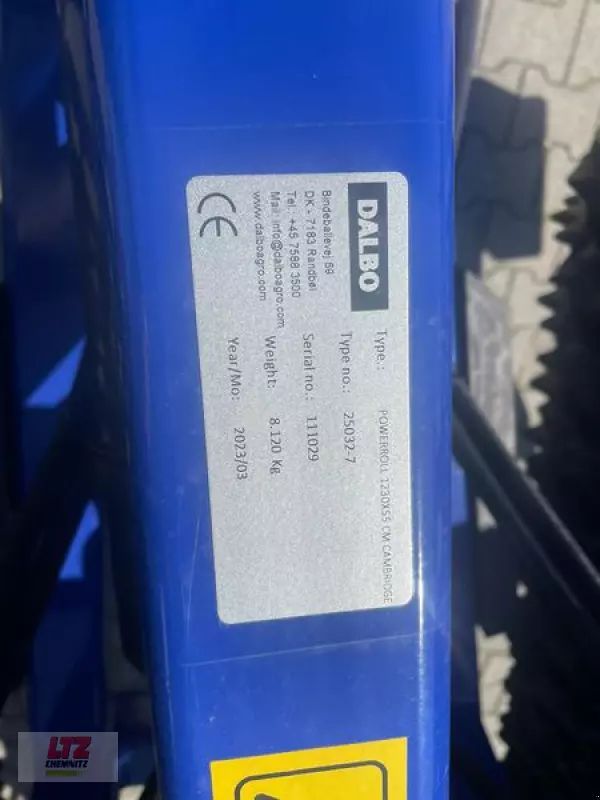 DALBO
Bindeballevej 69
DK - 7183 Randbøl
Tel: +45 7588 3500
Mail: info@dalboagro.com
www.dalboagro.com
CE
Type.: POWERROLL 1230X55 CM CAMBRIDGE
Type no.: 25032-7
Serial no.: 111029
Weight: 8.120 Kg
Year/Mo: 2023/03
LTZ
CHEMNITZ